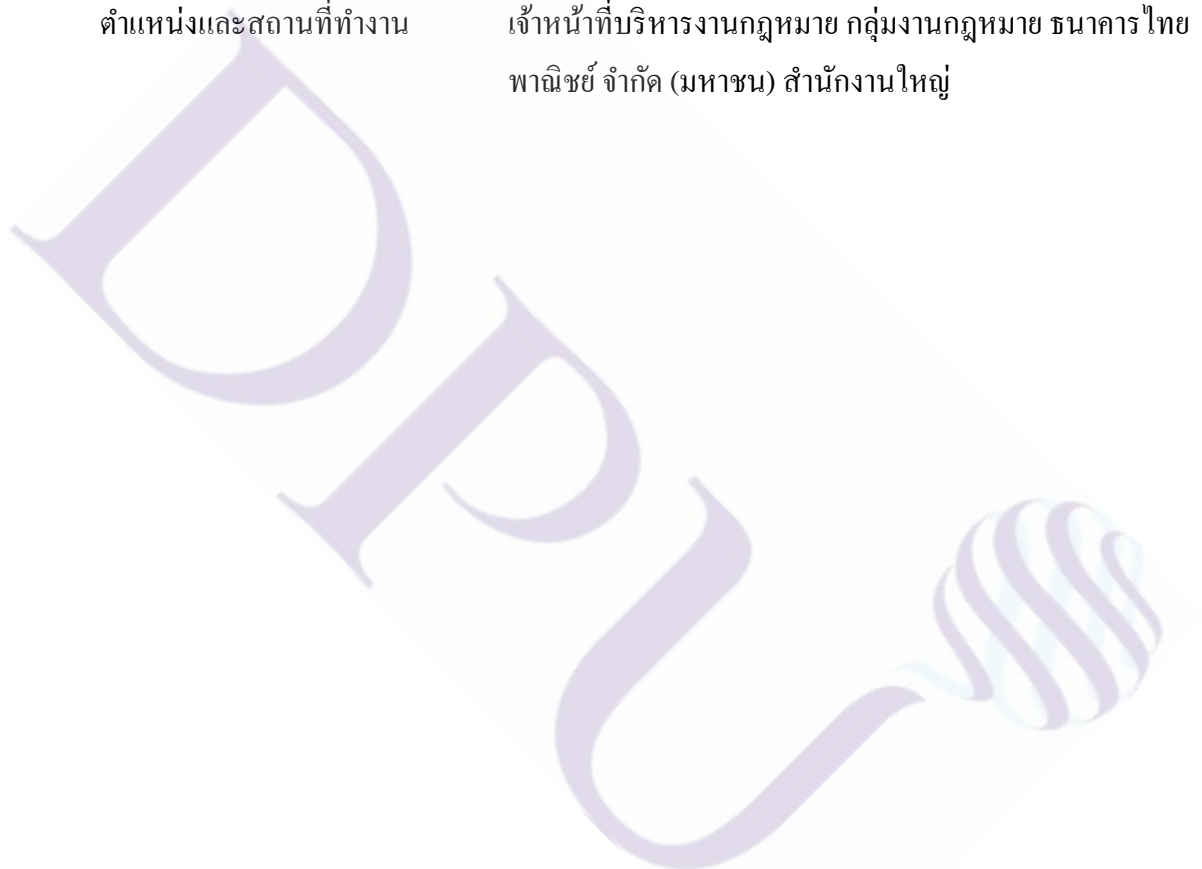 ตำแหน่งและสถานที่ทำงาน เจ้าหน้าที่บริหารงานกฎหมาย กลุ่มงานกฎหมาย ธนาคารไทย
พาณิชย์ จำกัด (มหาชน) สำนักงานใหญ่
DPU